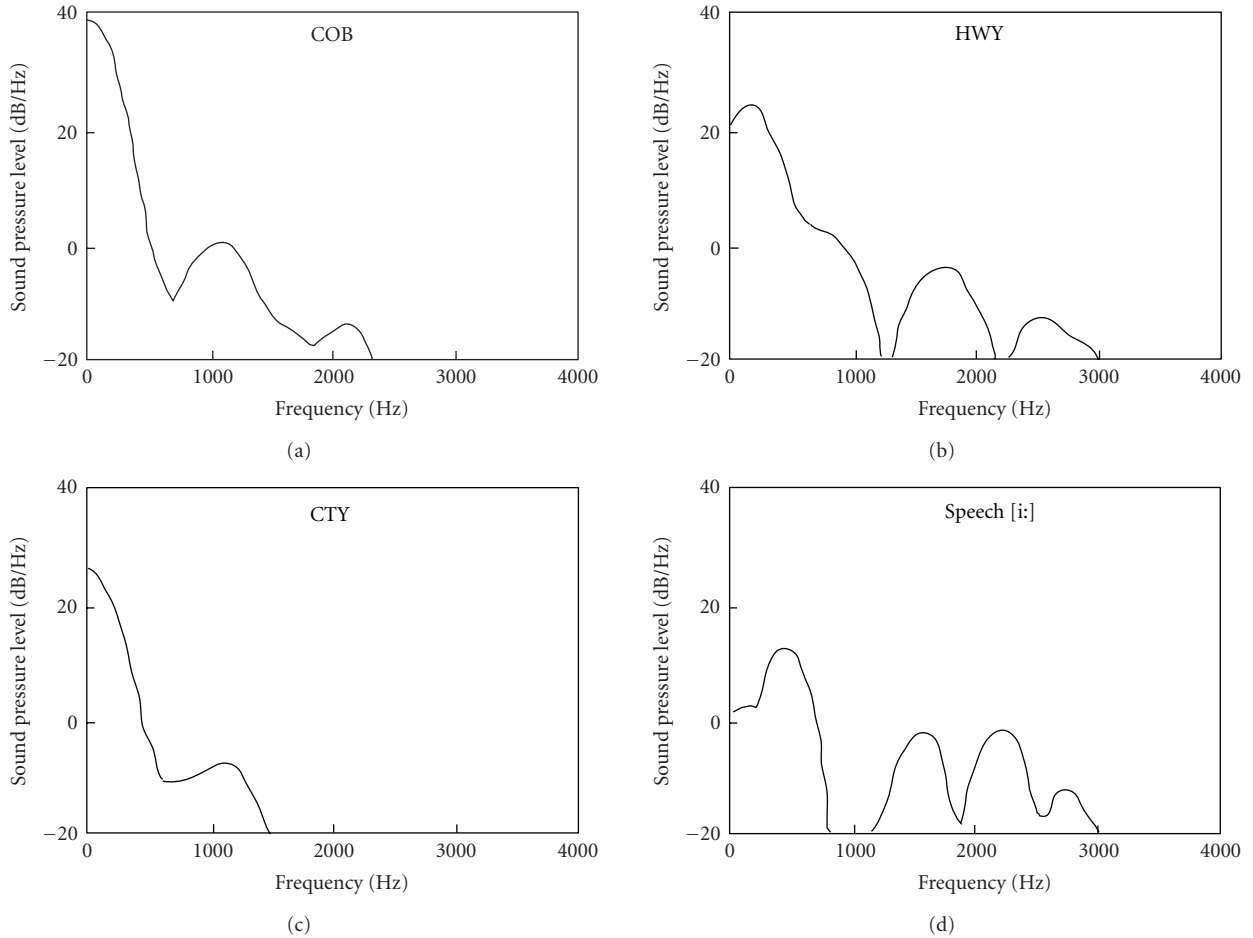 COB
Sound pressure level (dB/Hz)
40
20
0
−20
0 1000 2000 3000 4000
Frequency (Hz)
(a)
HWY
Sound pressure level (dB/Hz)
40
20
0
−20
0 1000 2000 3000 4000
Frequency (Hz)
(b)
CTY
Sound pressure level (dB/Hz)
40
20
0
−20
0 1000 2000 3000 4000
Frequency (Hz)
(c)
Speech [i:]
Sound pressure level (dB/Hz)
40
20
0
−20
0 1000 2000 3000 4000
Frequency (Hz)
(d)